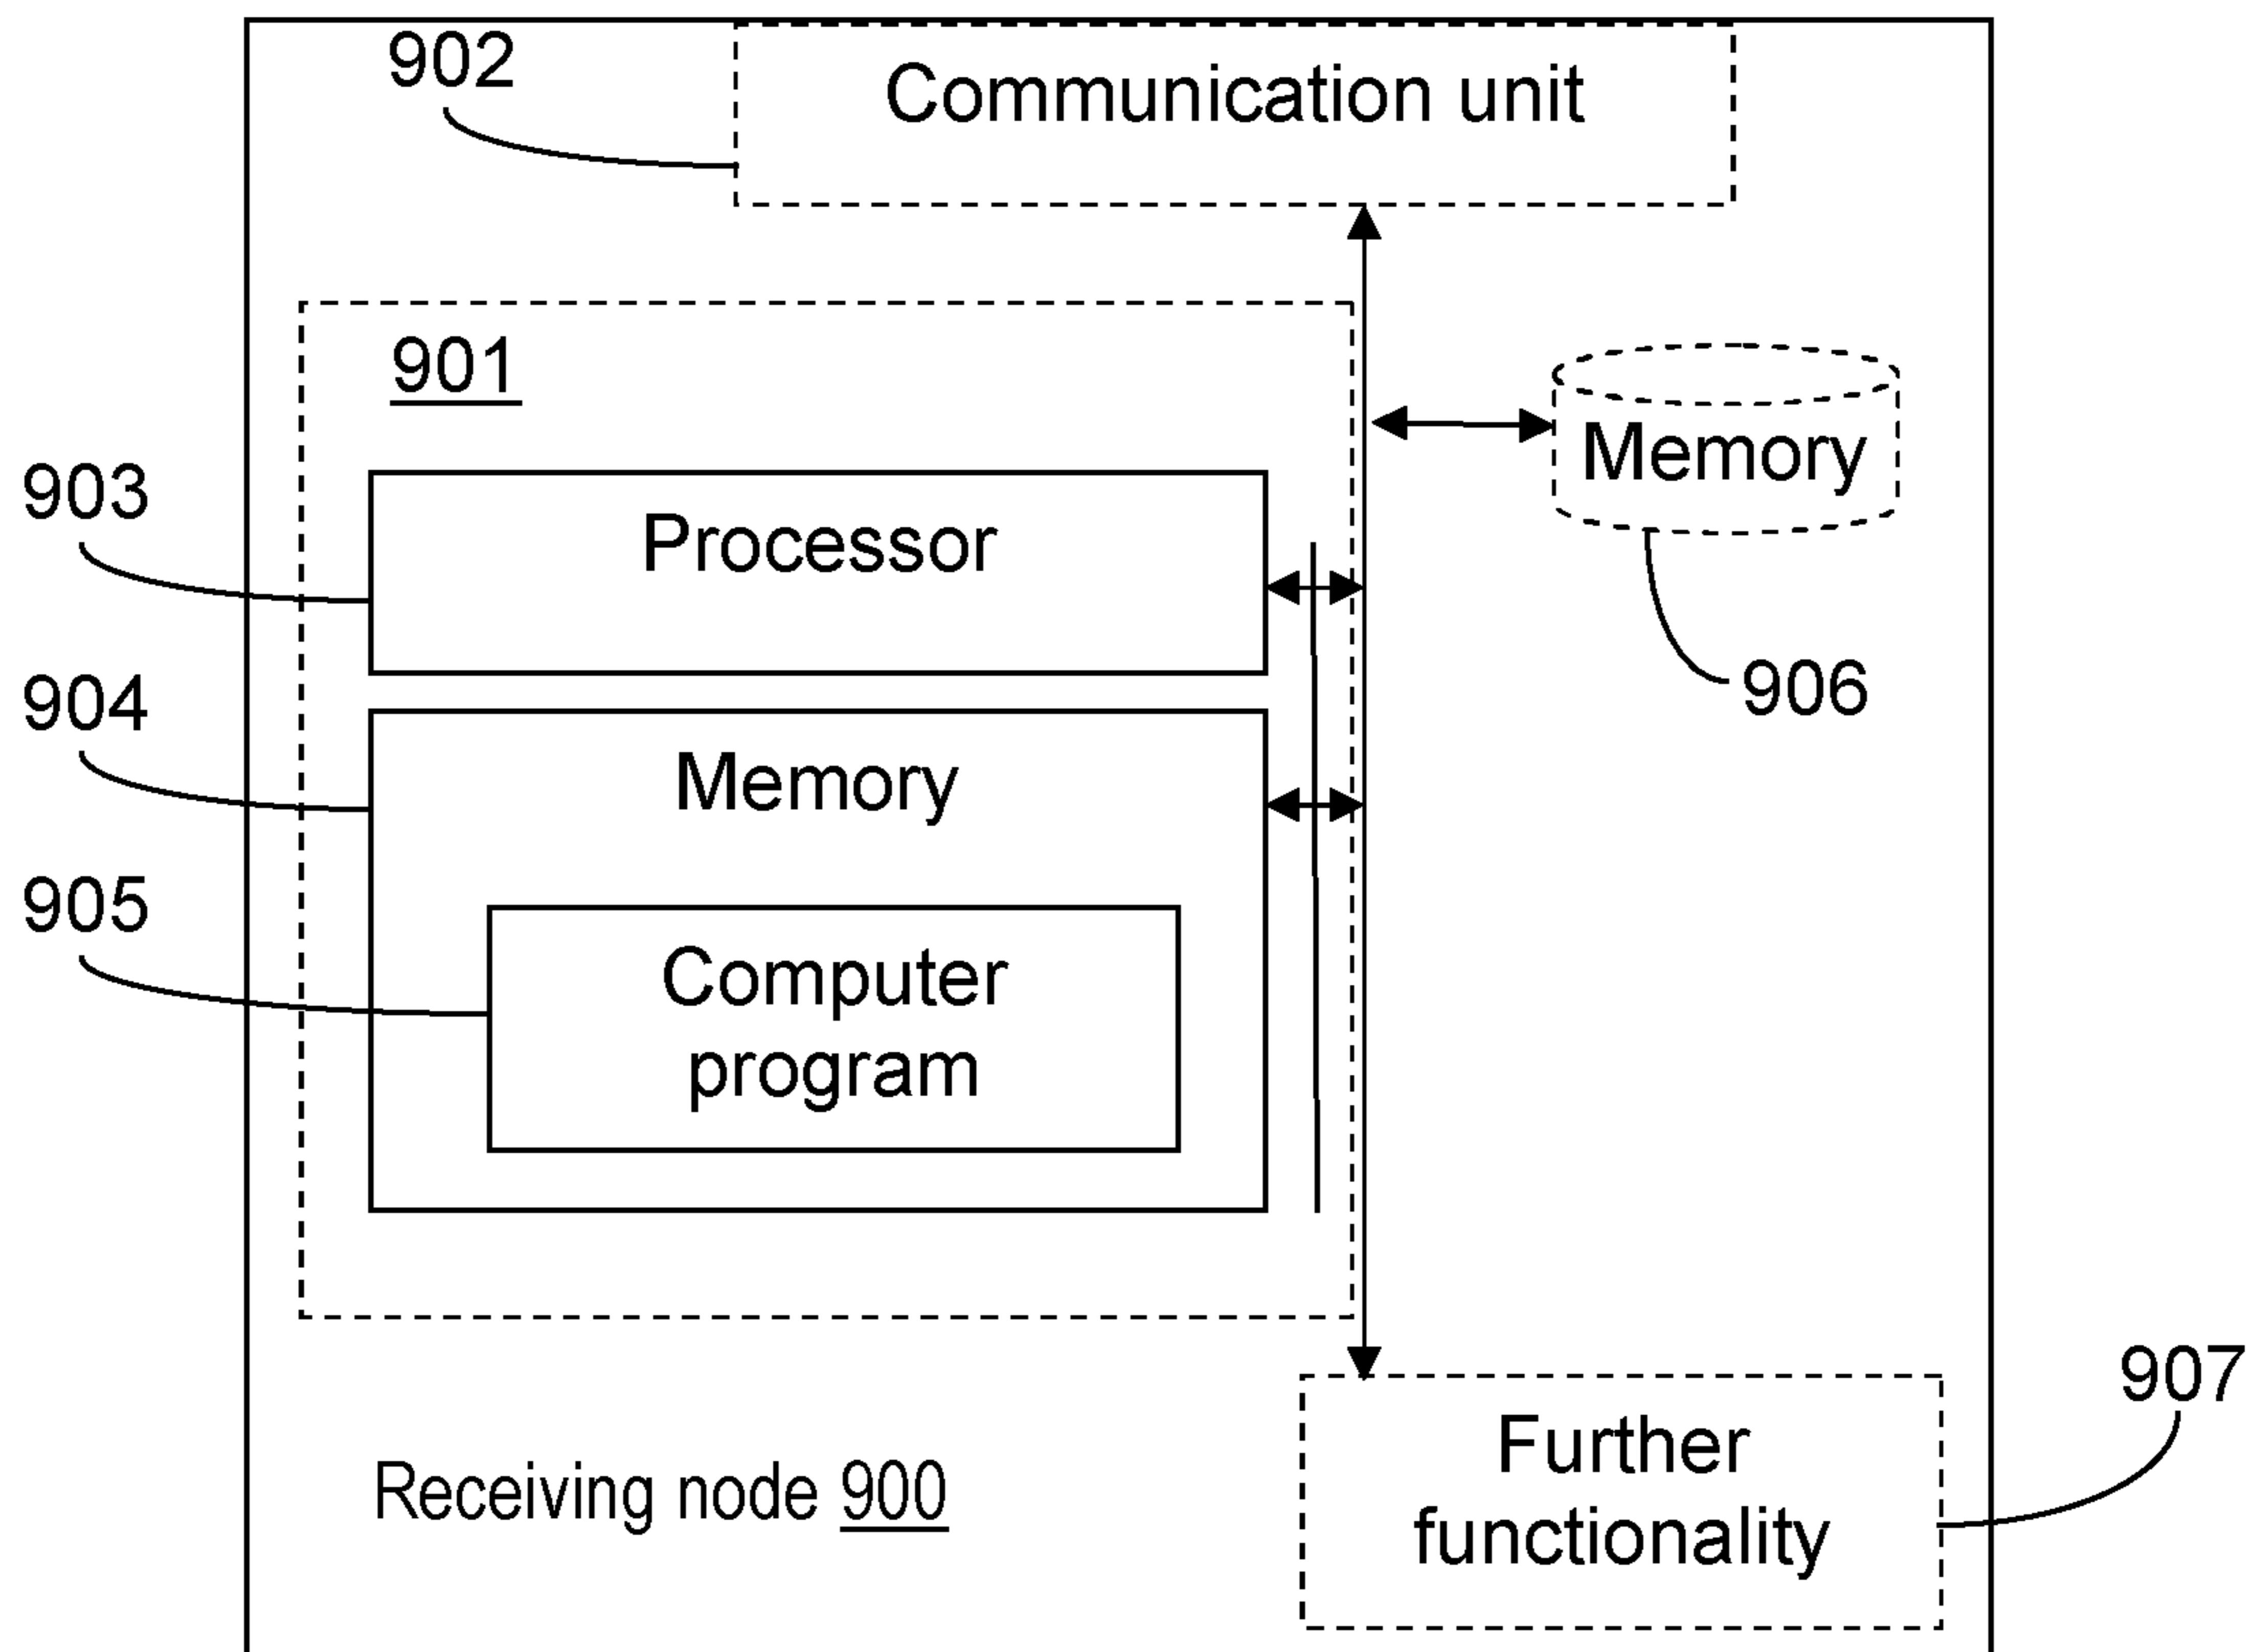 902
Communication unit
901
903
Processor
Memory
906
904
Memory
905
Computer
program
907
Further
functionality
Receiving node 900